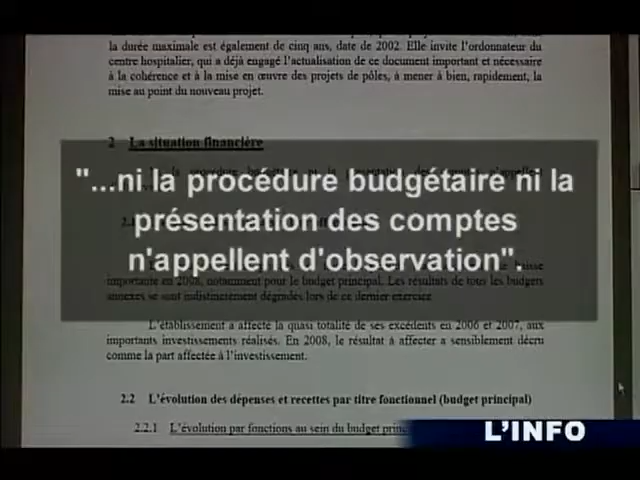 la durée maximale est également de cinq ans, date de 2002. Elle invite l'ordonnateur du
centre hospitalier, qui a déjà engagé l'actualisation de ce document important et nécessaire
à la cohérence et à la mise en œuvre des projets de pôles, à mener à bien, rapidement, la
mise au point du nouveau projet.
2 La situation financière
"...ni la procédure budgétaire ni la
présentation des comptes
n'appellent d'observation".
baisse
importante en 2008, notamment pour le budget principal. Les résultats de tous les budgets
annexes se sont indistinctement dégradés lors de ce dernier exercice.
L'établissement a affecté la quasi totalité de ses excédents en 2006 et 2007, aux
importants investissements réalisés. En 2008, le résultat à affecter a sensiblement décru
comme la part affectée à l'investissement.
2.2 L'évolution des dépenses et recettes par titre fonctionnel (budget principal)
2.2.1 L'évolution par fonctions au sein du budget princ
L'INFO